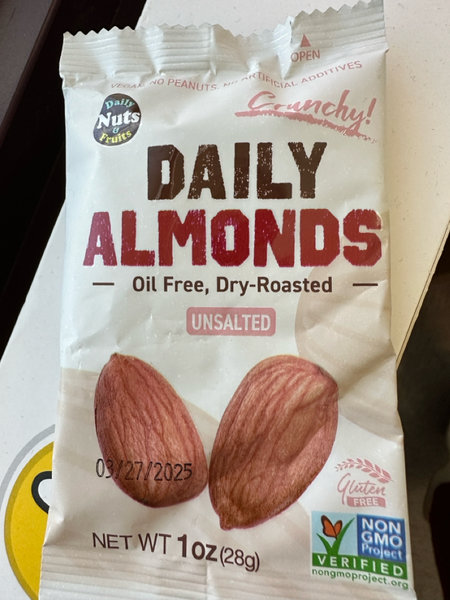 OPEN
VEGAN, NO PEANUTS, NO ARTIFICIAL ADDITIVES
Daily
Nuts
&
Fruits
Crunchy!
DAILY
ALMONDS
Oil Free, Dry-Roasted
UNSALTED
03/27/2025
Gluten
FREE
NET WT 1oz (28g)
NON
GMO
Project
VERIFIED
nongmoproject.org